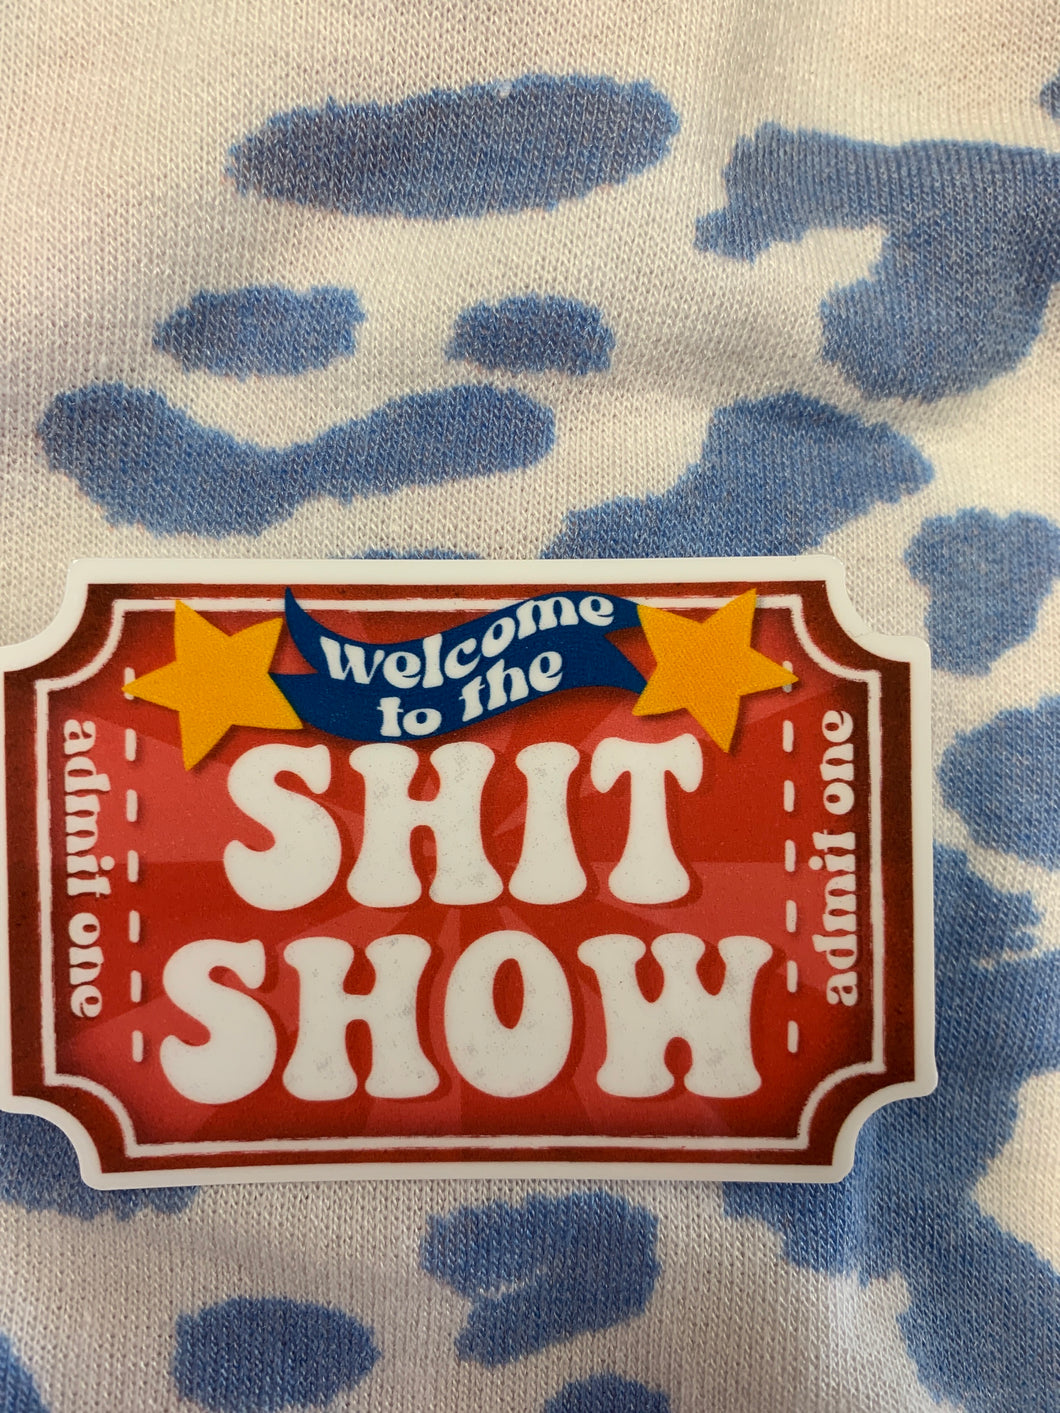 Welcome
to the
SHIT
SHOW
admit one
admit one